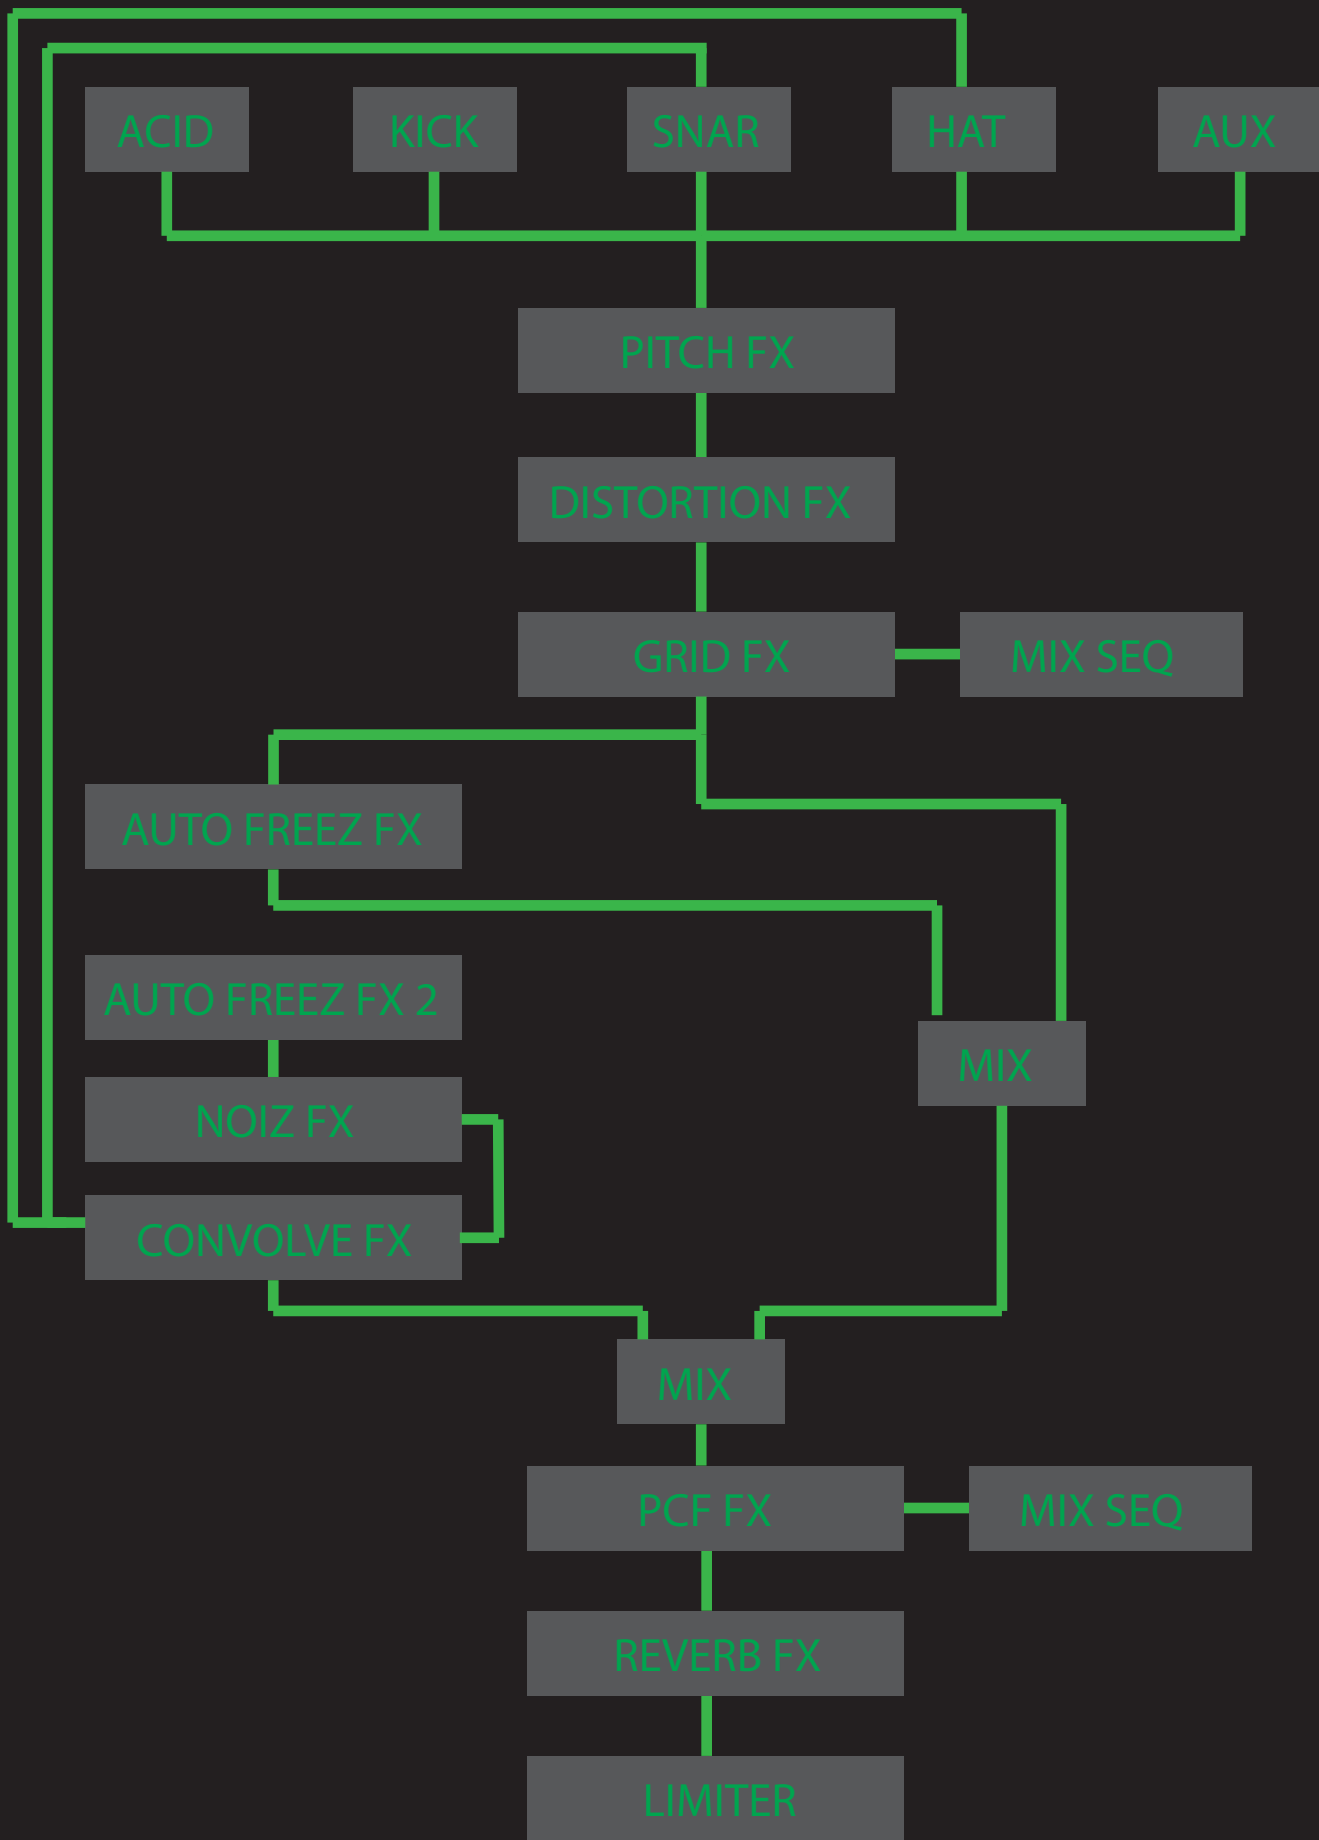 ACID
KICK
SNAR
HAT
AUX
PITCH FX
DISTORTION FX
GRID FX
MIX SEQ
AUTO FREEZ FX
AUTO FREEZ FX 2
MIX
NOIZ FX
CONVOLVE FX
MIX
PCF FX
MIX SEQ
REVERB FX
LIMITER